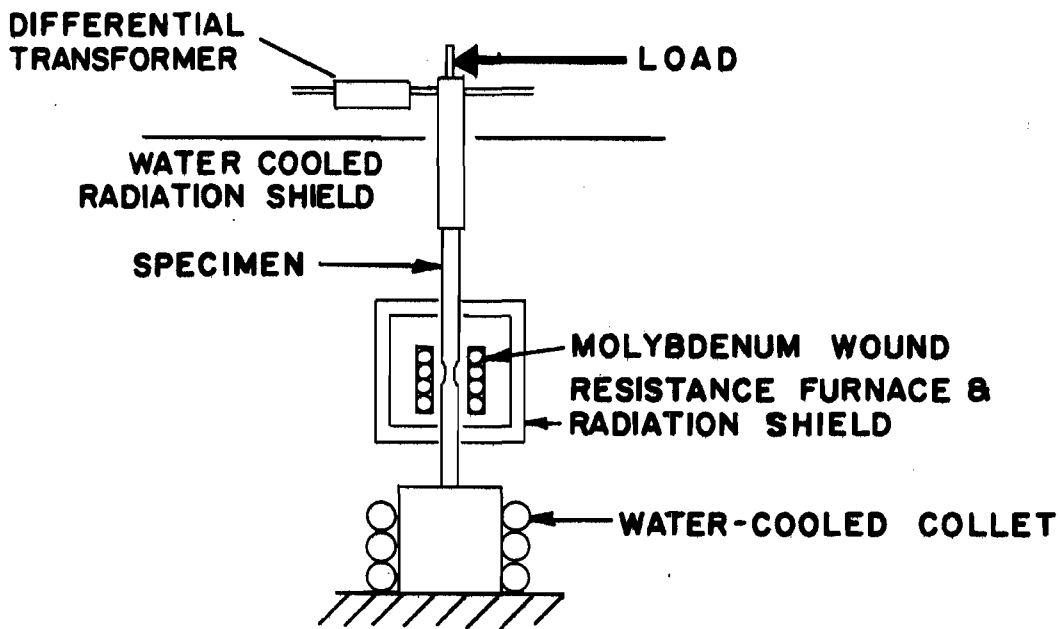 DIFFERENTIAL
TRANSFORMER
LOAD
WATER COOLED
RADIATION SHIELD
SPECIMEN
MOLYBDENUM WOUND
RESISTANCE FURNACE &
RADIATION SHIELD
WATER-COOLED COLLET